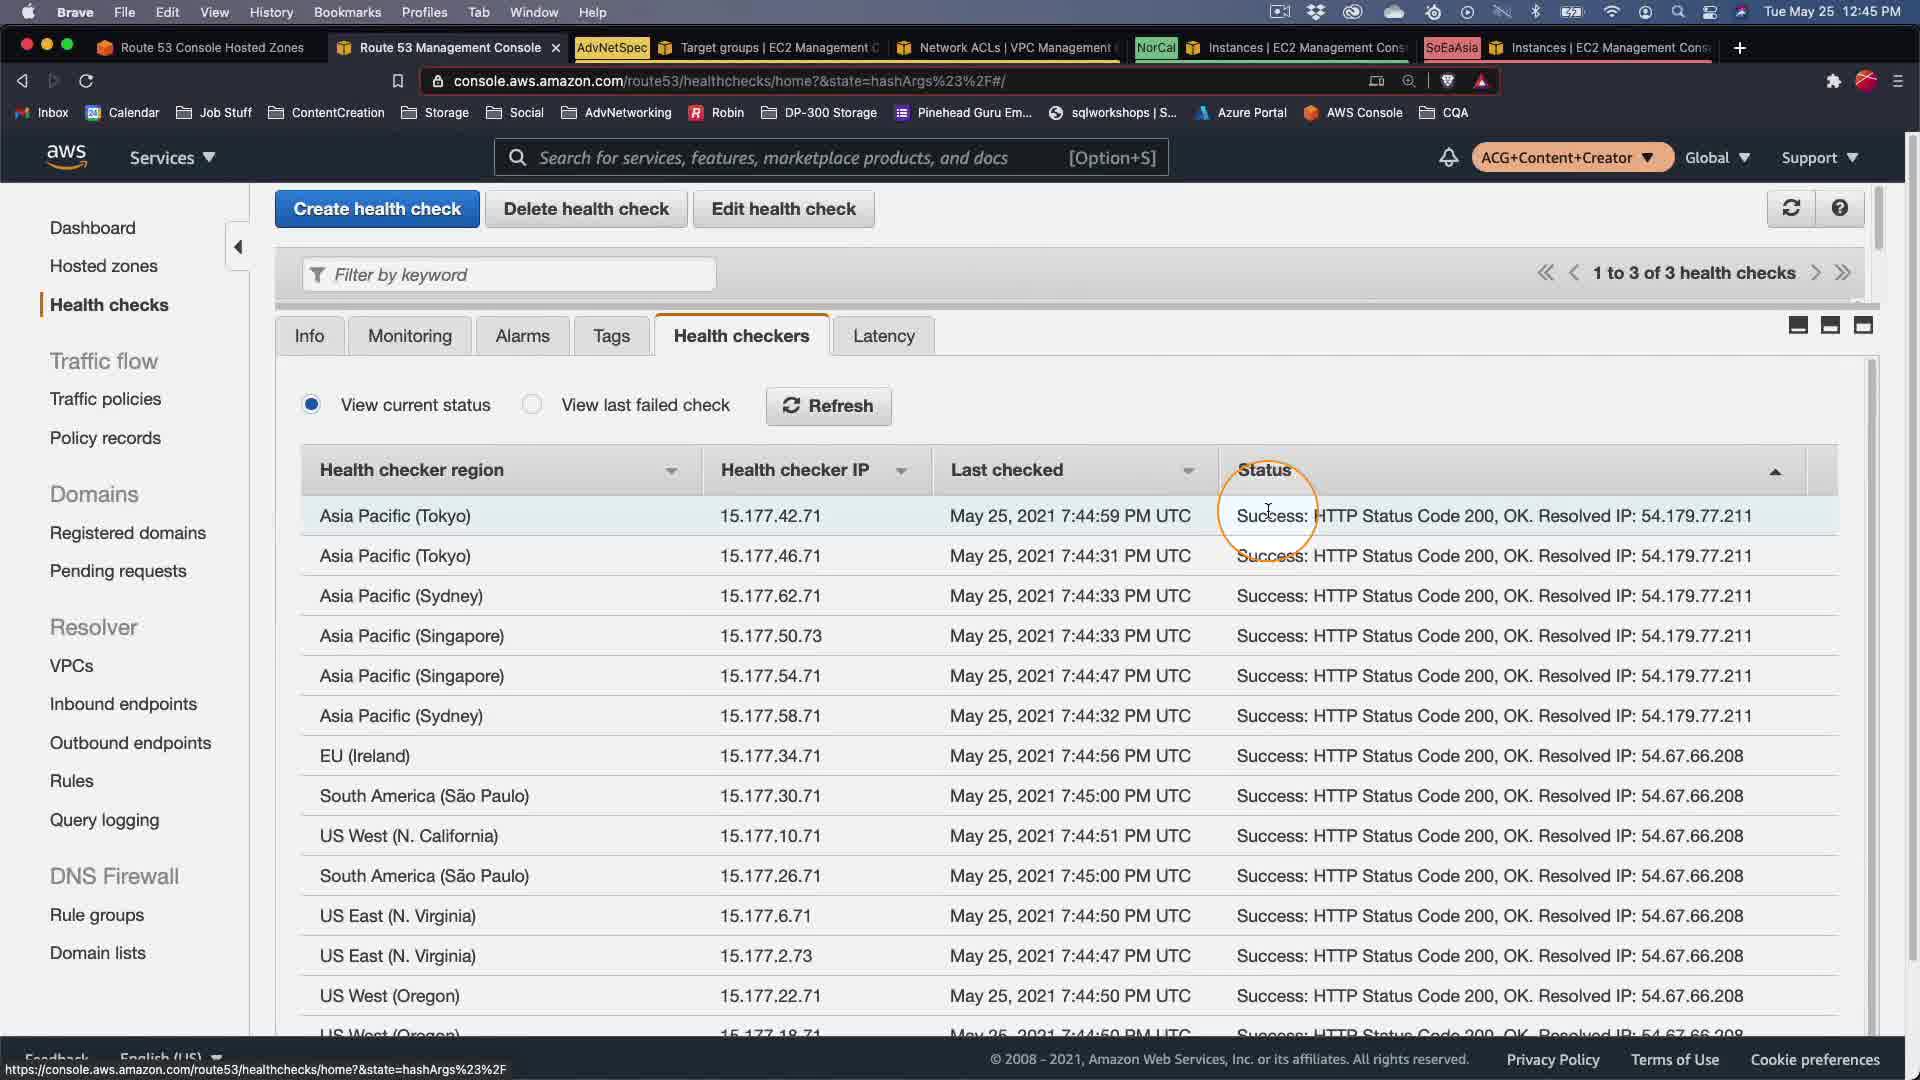 Brave File Edit View History Bookmarks Profiles Tab Window Help Tue May 25 12:45 PM
Route 53 Console Hosted Zones Route 53 Management Console AdvNetSpec Target groups | EC2 Management C Network ACLs | VPC Management NorCal Instances | EC2 Management Cons SoEaAsia Instances | EC2 Management Cons
console.aws.amazon.com/route53/healthchecks/home?&state=hashArgs%23%2F#/
Inbox Calendar Job Stuff ContentCreation Storage Social AdvNetworking Robin DP-300 Storage Pinehead Guru Em... sqlworkshops | S... Azure Portal AWS Console CQA
aws Services Search for services, features, marketplace products, and docs [Option+S] ACG+Content+Creator Global Support
Create health check Delete health check Edit health check
Filter by keyword 1 to 3 of 3 health checks
Dashboard
Hosted zones
Health checks
Traffic flow
Traffic policies
Policy records
Domains
Registered domains
Pending requests
Resolver
VPCs
Inbound endpoints
Outbound endpoints
Rules
Query logging
DNS Firewall
Rule groups
Domain lists
Info Monitoring Alarms Tags Health checkers Latency
View current status View last failed check Refresh
Health checker region Health checker IP Last checked Status
Asia Pacific (Tokyo) 15.177.42.71 May 25, 2021 7:44:59 PM UTC Success: HTTP Status Code 200, OK. Resolved IP: 54.179.77.211
Asia Pacific (Tokyo) 15.177.46.71 May 25, 2021 7:44:31 PM UTC Success: HTTP Status Code 200, OK. Resolved IP: 54.179.77.211
Asia Pacific (Sydney) 15.177.62.71 May 25, 2021 7:44:33 PM UTC Success: HTTP Status Code 200, OK. Resolved IP: 54.179.77.211
Asia Pacific (Singapore) 15.177.50.73 May 25, 2021 7:44:33 PM UTC Success: HTTP Status Code 200, OK. Resolved IP: 54.179.77.211
Asia Pacific (Singapore) 15.177.54.71 May 25, 2021 7:44:47 PM UTC Success: HTTP Status Code 200, OK. Resolved IP: 54.179.77.211
Asia Pacific (Sydney) 15.177.58.71 May 25, 2021 7:44:32 PM UTC Success: HTTP Status Code 200, OK. Resolved IP: 54.179.77.211
EU (Ireland) 15.177.34.71 May 25, 2021 7:44:56 PM UTC Success: HTTP Status Code 200, OK. Resolved IP: 54.67.66.208
South America (São Paulo) 15.177.30.71 May 25, 2021 7:45:00 PM UTC Success: HTTP Status Code 200, OK. Resolved IP: 54.67.66.208
US West (N. California) 15.177.10.71 May 25, 2021 7:44:51 PM UTC Success: HTTP Status Code 200, OK. Resolved IP: 54.67.66.208
South America (São Paulo) 15.177.26.71 May 25, 2021 7:45:00 PM UTC Success: HTTP Status Code 200, OK. Resolved IP: 54.67.66.208
US East (N. Virginia) 15.177.6.71 May 25, 2021 7:44:50 PM UTC Success: HTTP Status Code 200, OK. Resolved IP: 54.67.66.208
US East (N. Virginia) 15.177.2.73 May 25, 2021 7:44:47 PM UTC Success: HTTP Status Code 200, OK. Resolved IP: 54.67.66.208
US West (Oregon) 15.177.22.71 May 25, 2021 7:44:50 PM UTC Success: HTTP Status Code 200, OK. Resolved IP: 54.67.66.208
US West (Oregon) 15.177.18.71 May 25, 2021 7:44:50 PM UTC Success: HTTP Status Code 200, OK. Resolved IP: 54.67.66.208
Feedback English (US) © 2008 - 2021, Amazon Web Services, Inc. or its affiliates. All rights reserved. Privacy Policy Terms of Use Cookie preferences
https://console.aws.amazon.com/route53/healthchecks/home?&state=hashArgs%23%2F